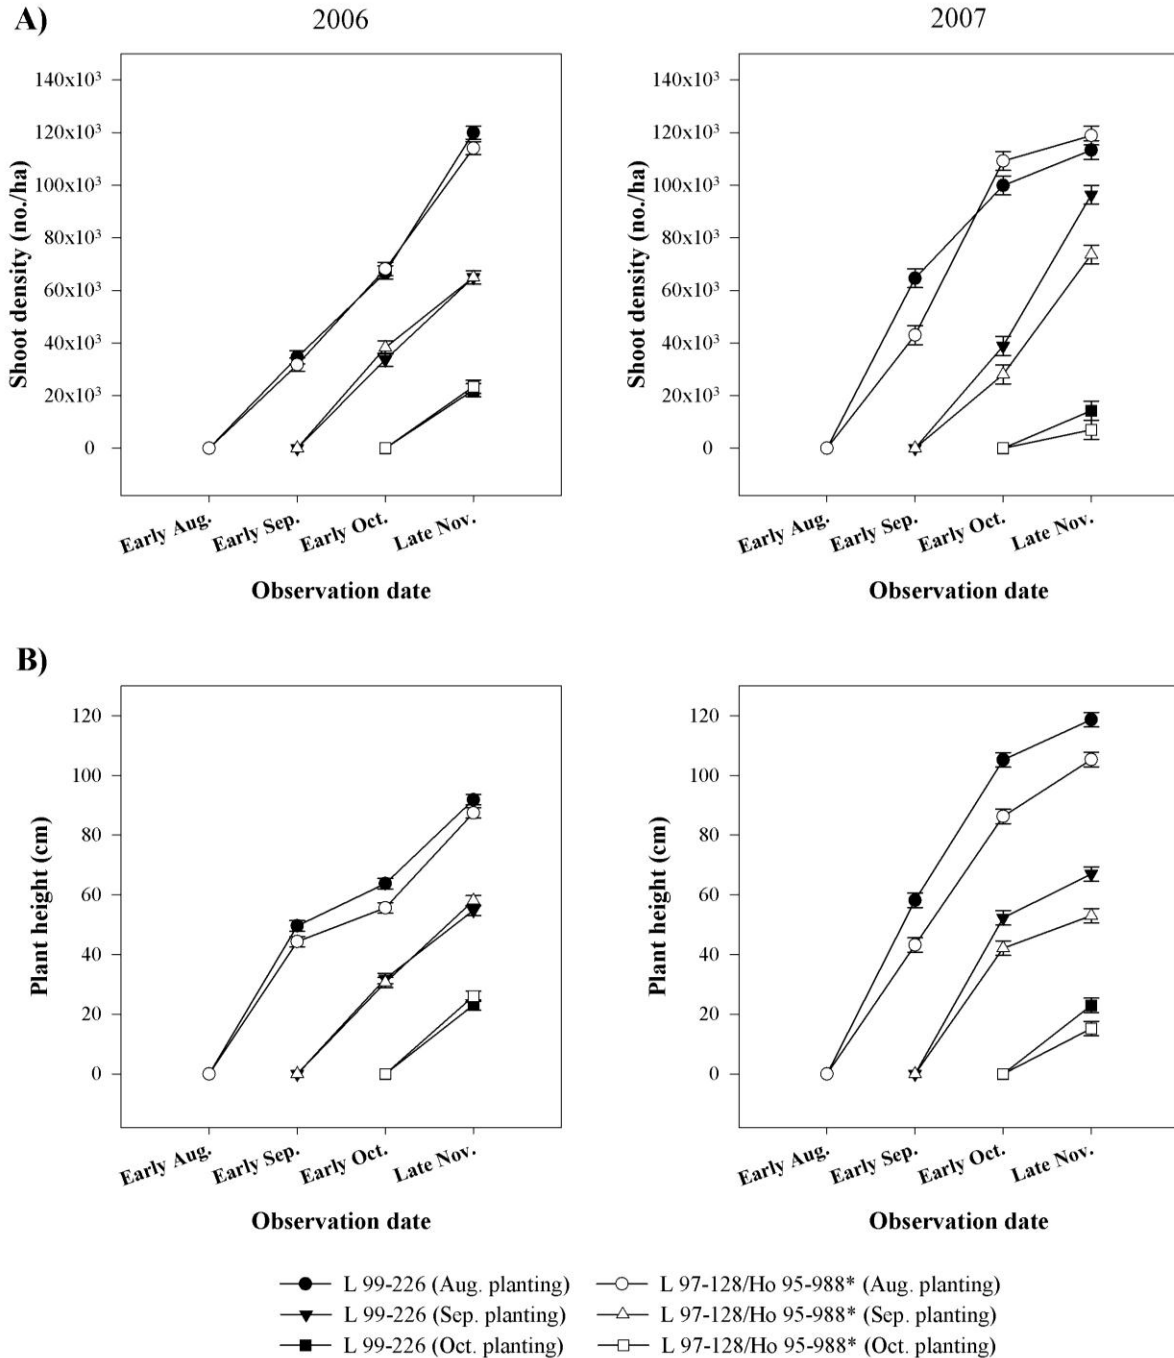 A)
2006
2007
140x10³
120x10³
100x10³
80x10³
60x10³
40x10³
20x10³
0
Shoot density (no./ha)
Early Aug.
Early Sep.
Early Oct.
Late Nov.
Observation date
140x10³
120x10³
100x10³
80x10³
60x10³
40x10³
20x10³
0
Shoot density (no./ha)
Early Aug.
Early Sep.
Early Oct.
Late Nov.
Observation date
B)
120
100
80
60
40
20
0
Plant height (cm)
Early Aug.
Early Sep.
Early Oct.
Late Nov.
Observation date
120
100
80
60
40
20
0
Plant height (cm)
Early Aug.
Early Sep.
Early Oct.
Late Nov.
Observation date
L 99-226 (Aug. planting)
L 97-128/Ho 95-988* (Aug. planting)
L 99-226 (Sep. planting)
L 97-128/Ho 95-988* (Sep. planting)
L 99-226 (Oct. planting)
L 97-128/Ho 95-988* (Oct. planting)